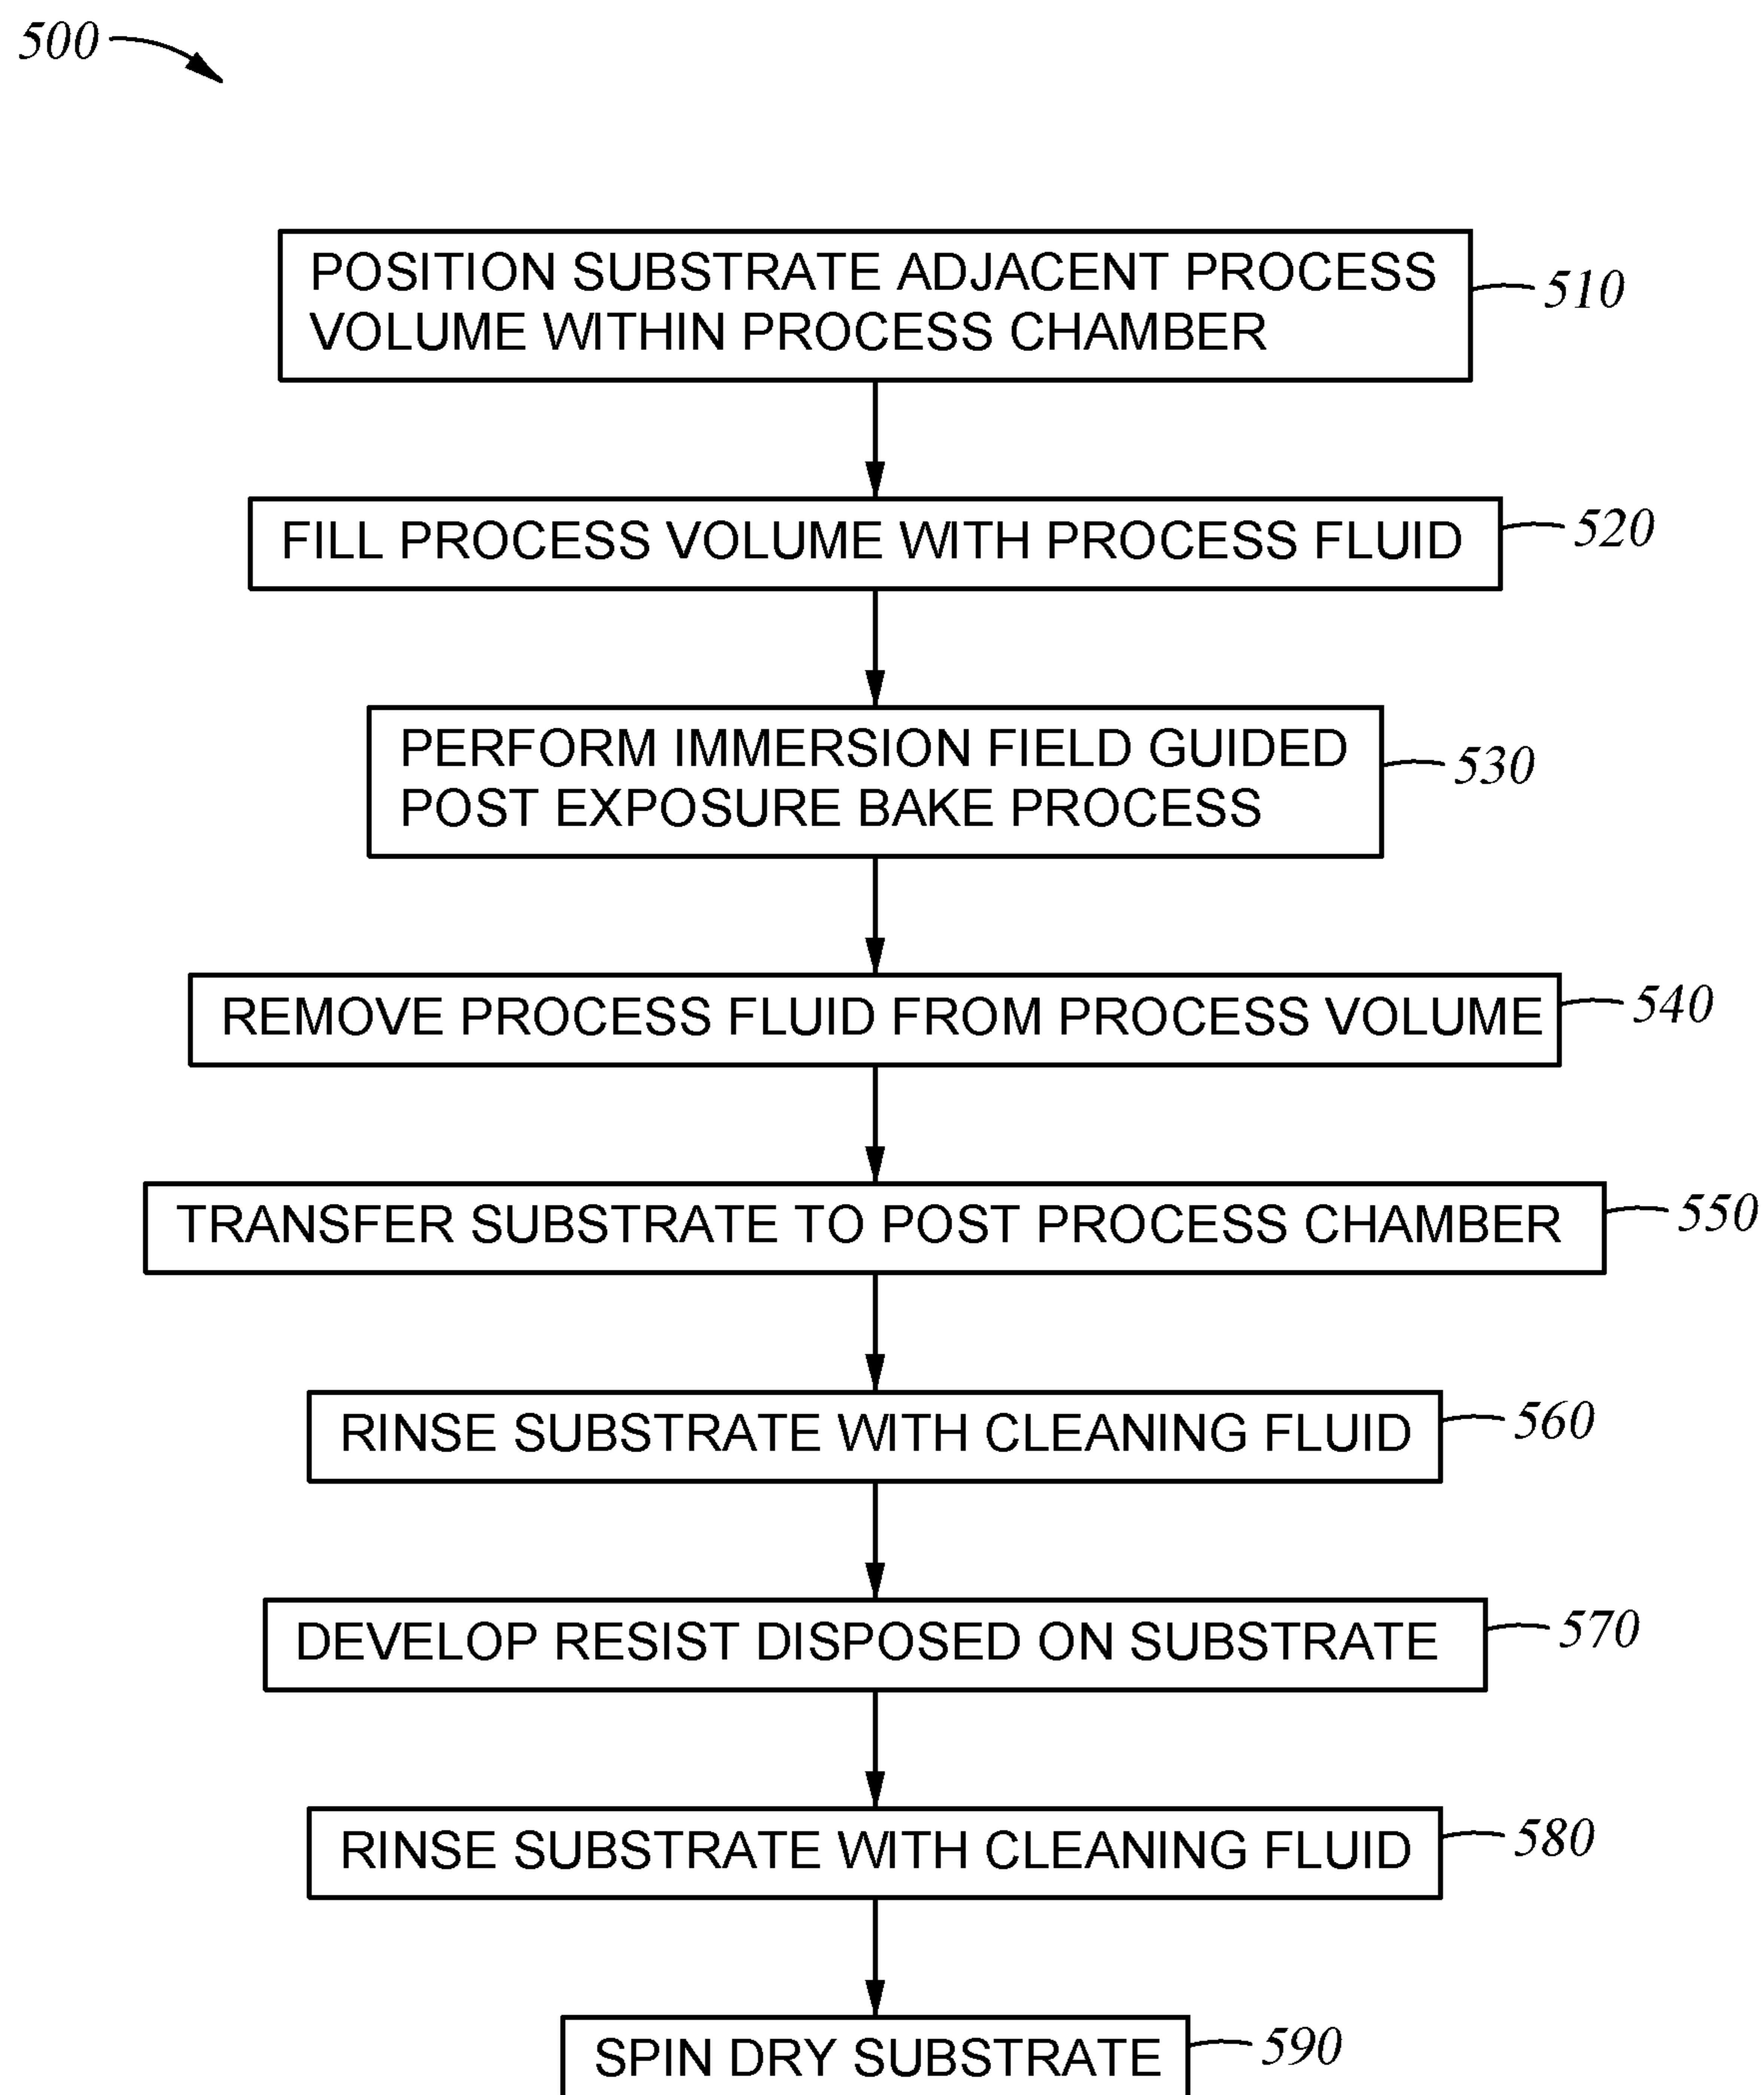 500
POSITION SUBSTRATE ADJACENT PROCESS
VOLUME WITHIN PROCESS CHAMBER
510
FILL PROCESS VOLUME WITH PROCESS FLUID
520
PERFORM IMMERSION FIELD GUIDED
POST EXPOSURE BAKE PROCESS
530
REMOVE PROCESS FLUID FROM PROCESS VOLUME
540
TRANSFER SUBSTRATE TO POST PROCESS CHAMBER
550
RINSE SUBSTRATE WITH CLEANING FLUID
560
DEVELOP RESIST DISPOSED ON SUBSTRATE
570
RINSE SUBSTRATE WITH CLEANING FLUID
580
SPIN DRY SUBSTRATE
590